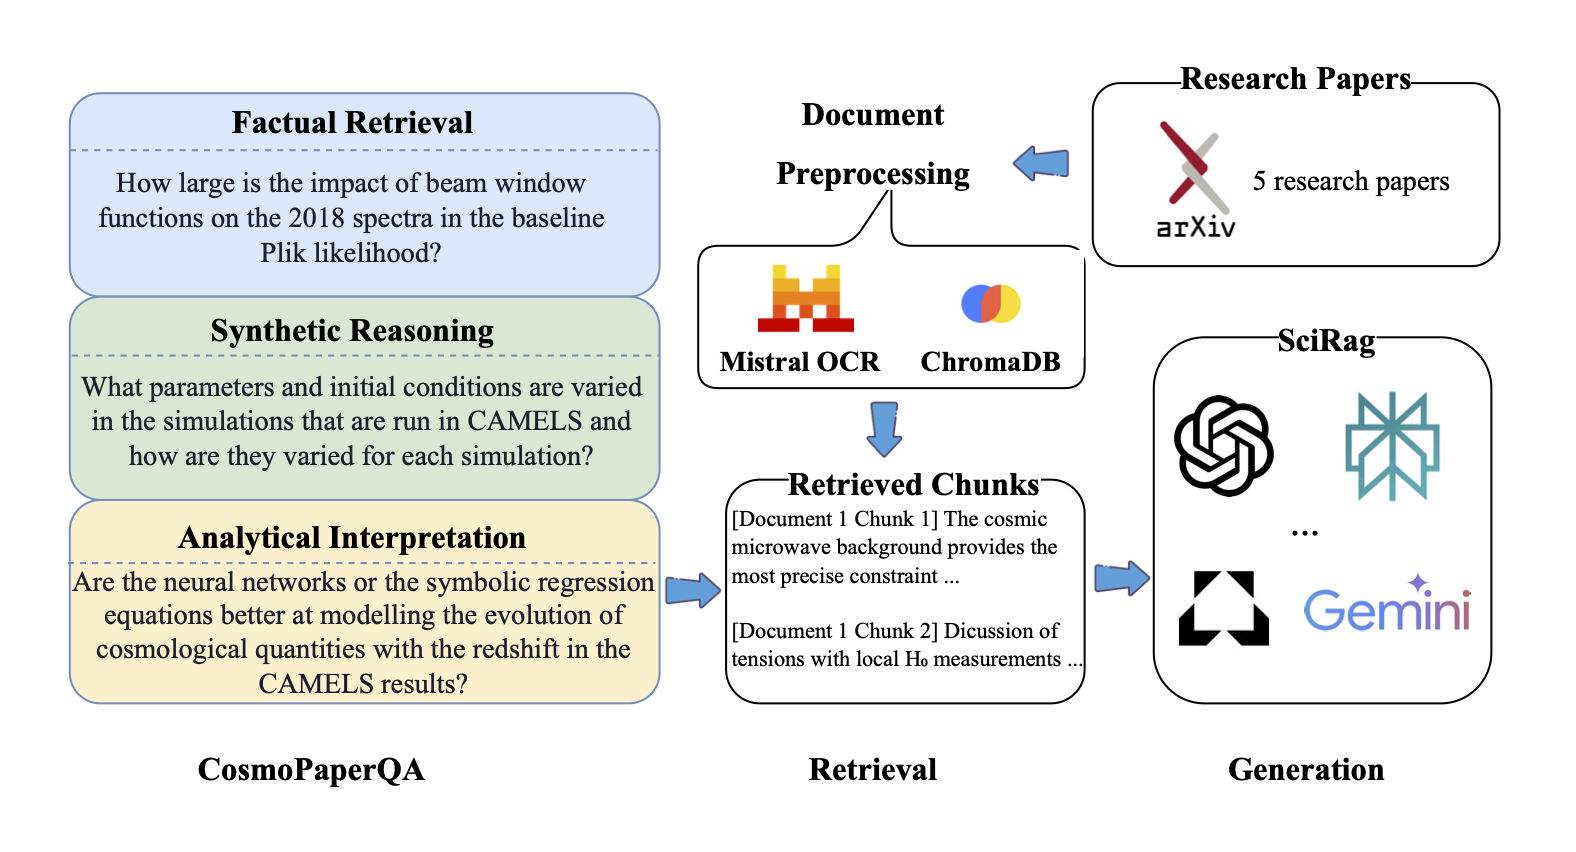 Factual Retrieval
How large is the impact of beam window
functions on the 2018 spectra in the baseline
Plik likelihood?
Synthetic Reasoning
What parameters and initial conditions are varied
in the simulations that are run in CAMELS and
how are they varied for each simulation?
Analytical Interpretation
Are the neural networks or the symbolic regression
equations better at modelling the evolution of
cosmological quantities with the redshift in the
CAMELS results?
CosmoPaperQA
Document
Preprocessing
Mistral OCR
ChromaDB
Retrieved Chunks
[Document 1 Chunk 1] The cosmic
microwave background provides the
most precise constraint ...
[Document 1 Chunk 2] Dicussion of
tensions with local H₀ measurements ...
Retrieval
Research Papers
arXiv
5 research papers
SciRag
...
Gemini
Generation